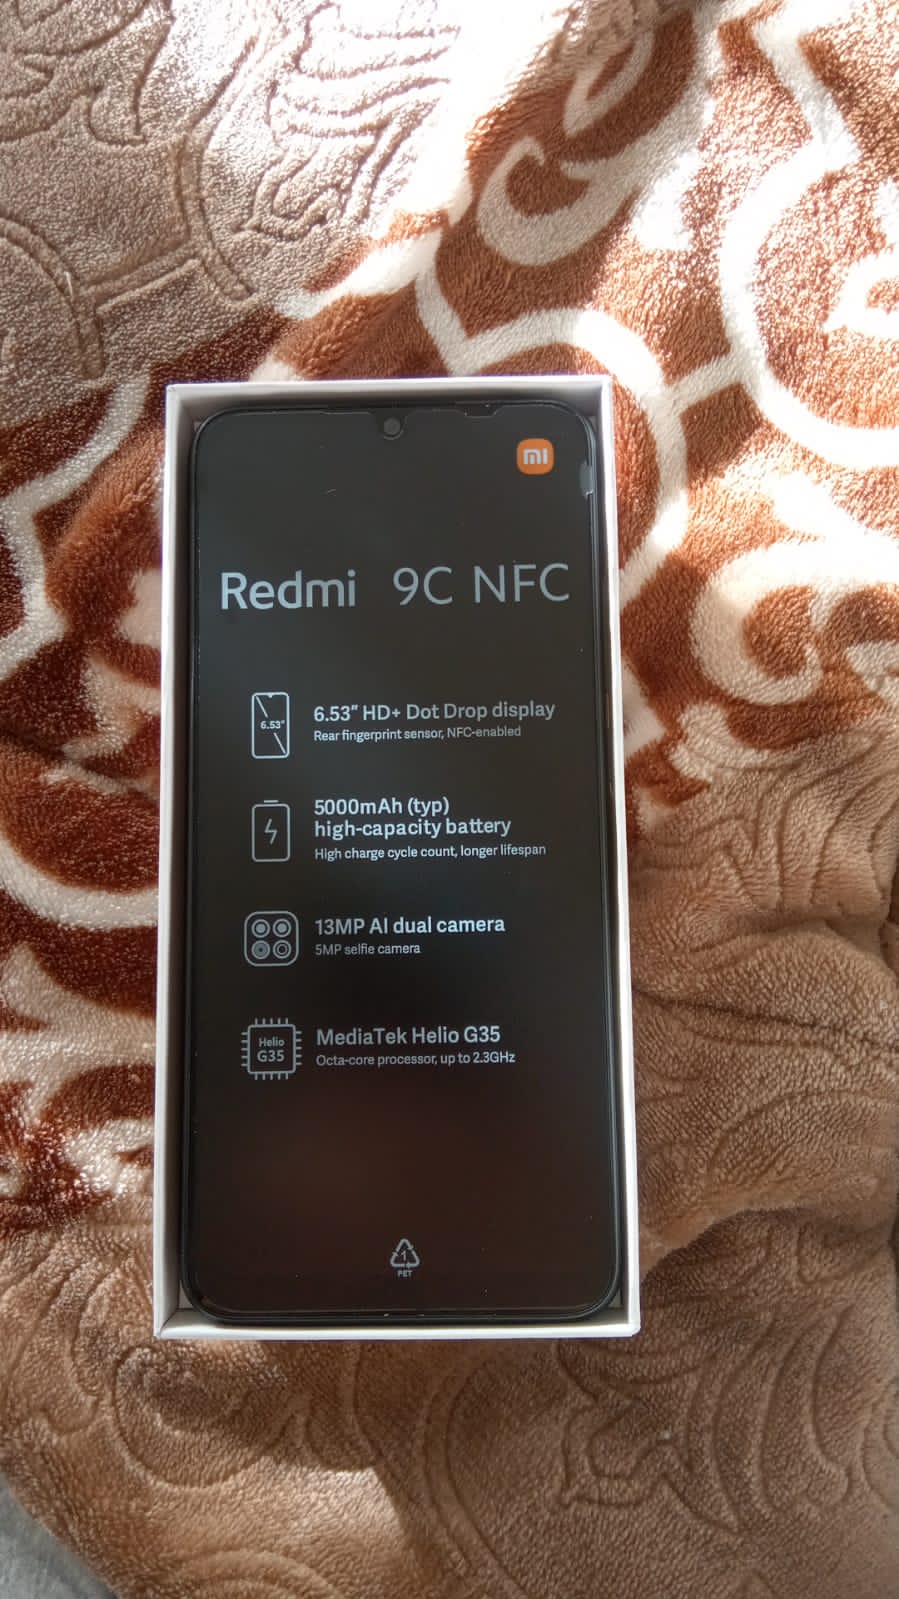 mi
Redmi 9C NFC
6.53"
6.53" HD+ Dot Drop display
Rear fingerprint sensor, NFC-enabled
5000mAh (typ)
high-capacity battery
High charge cycle count, longer lifespan
13MP AI dual camera
5MP selfie camera
Helio
G35
MediaTek Helio G35
Octa-core processor, up to 2.3GHz
1
PET